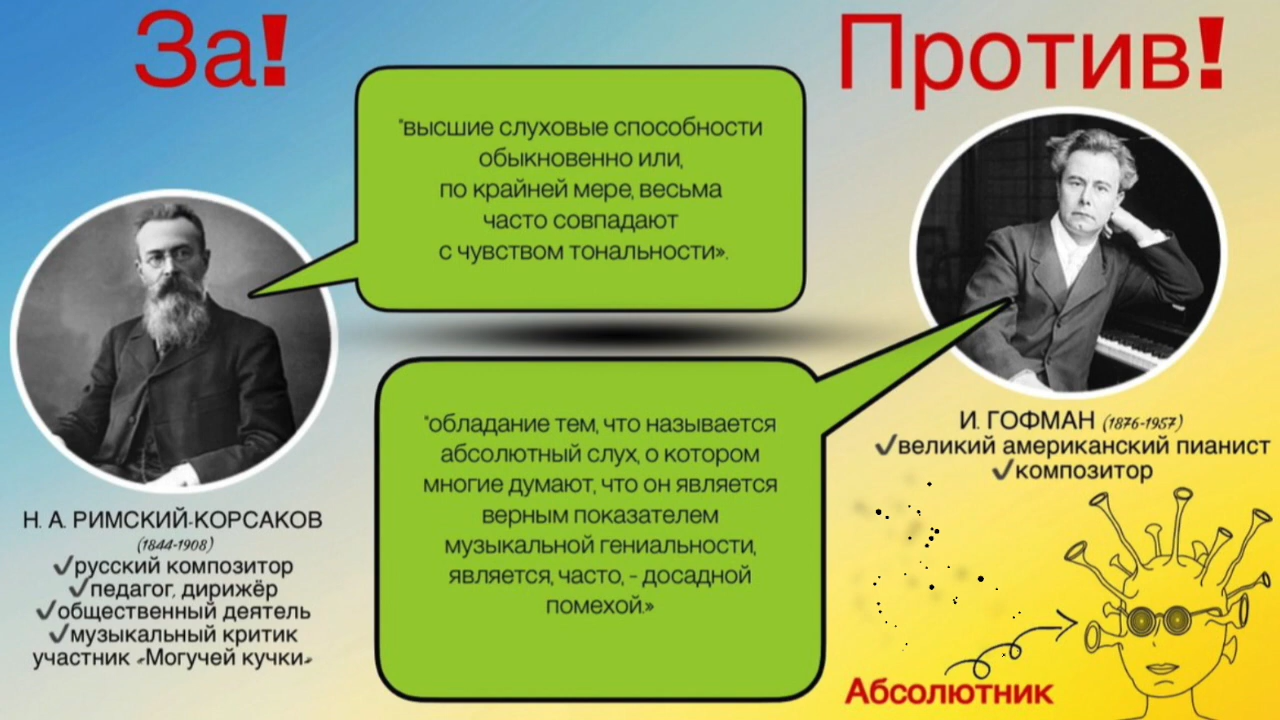 За!
Против!
"высшие слуховые способности
обыкновенно или,
по крайней мере, весьма
часто совпадают
с чувством тональности».
Н. А. РИМСКИЙ-КОРСАКОВ
(1844-1908)
✔русский композитор
✔педагог, дирижёр
✔общественный деятель
✔музыкальный критик
участник «Могучей кучки»
"обладание тем, что называется
абсолютный слух, о котором
многие думают, что он является
верным показателем
музыкальной гениальности,
является, часто, - досадной
помехой.»
И. ГОФМАН (1876-1957)
✔великий американский пианист
✔композитор
Абсолютник